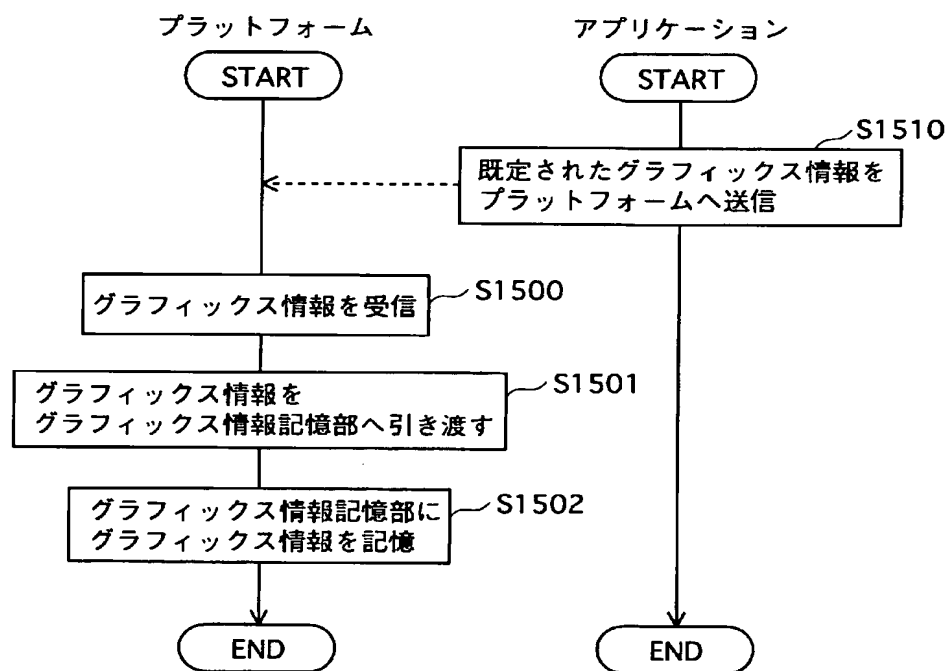 プラットフォーム
アプリケーション
START
START
S1510
既定されたグラフィックス情報を
プラットフォームへ送信
グラフィックス情報を受信
S1500
グラフィックス情報を
グラフィックス情報記憶部へ引き渡す
S1501
グラフィックス情報記憶部に
グラフィックス情報を記憶
S1502
END
END